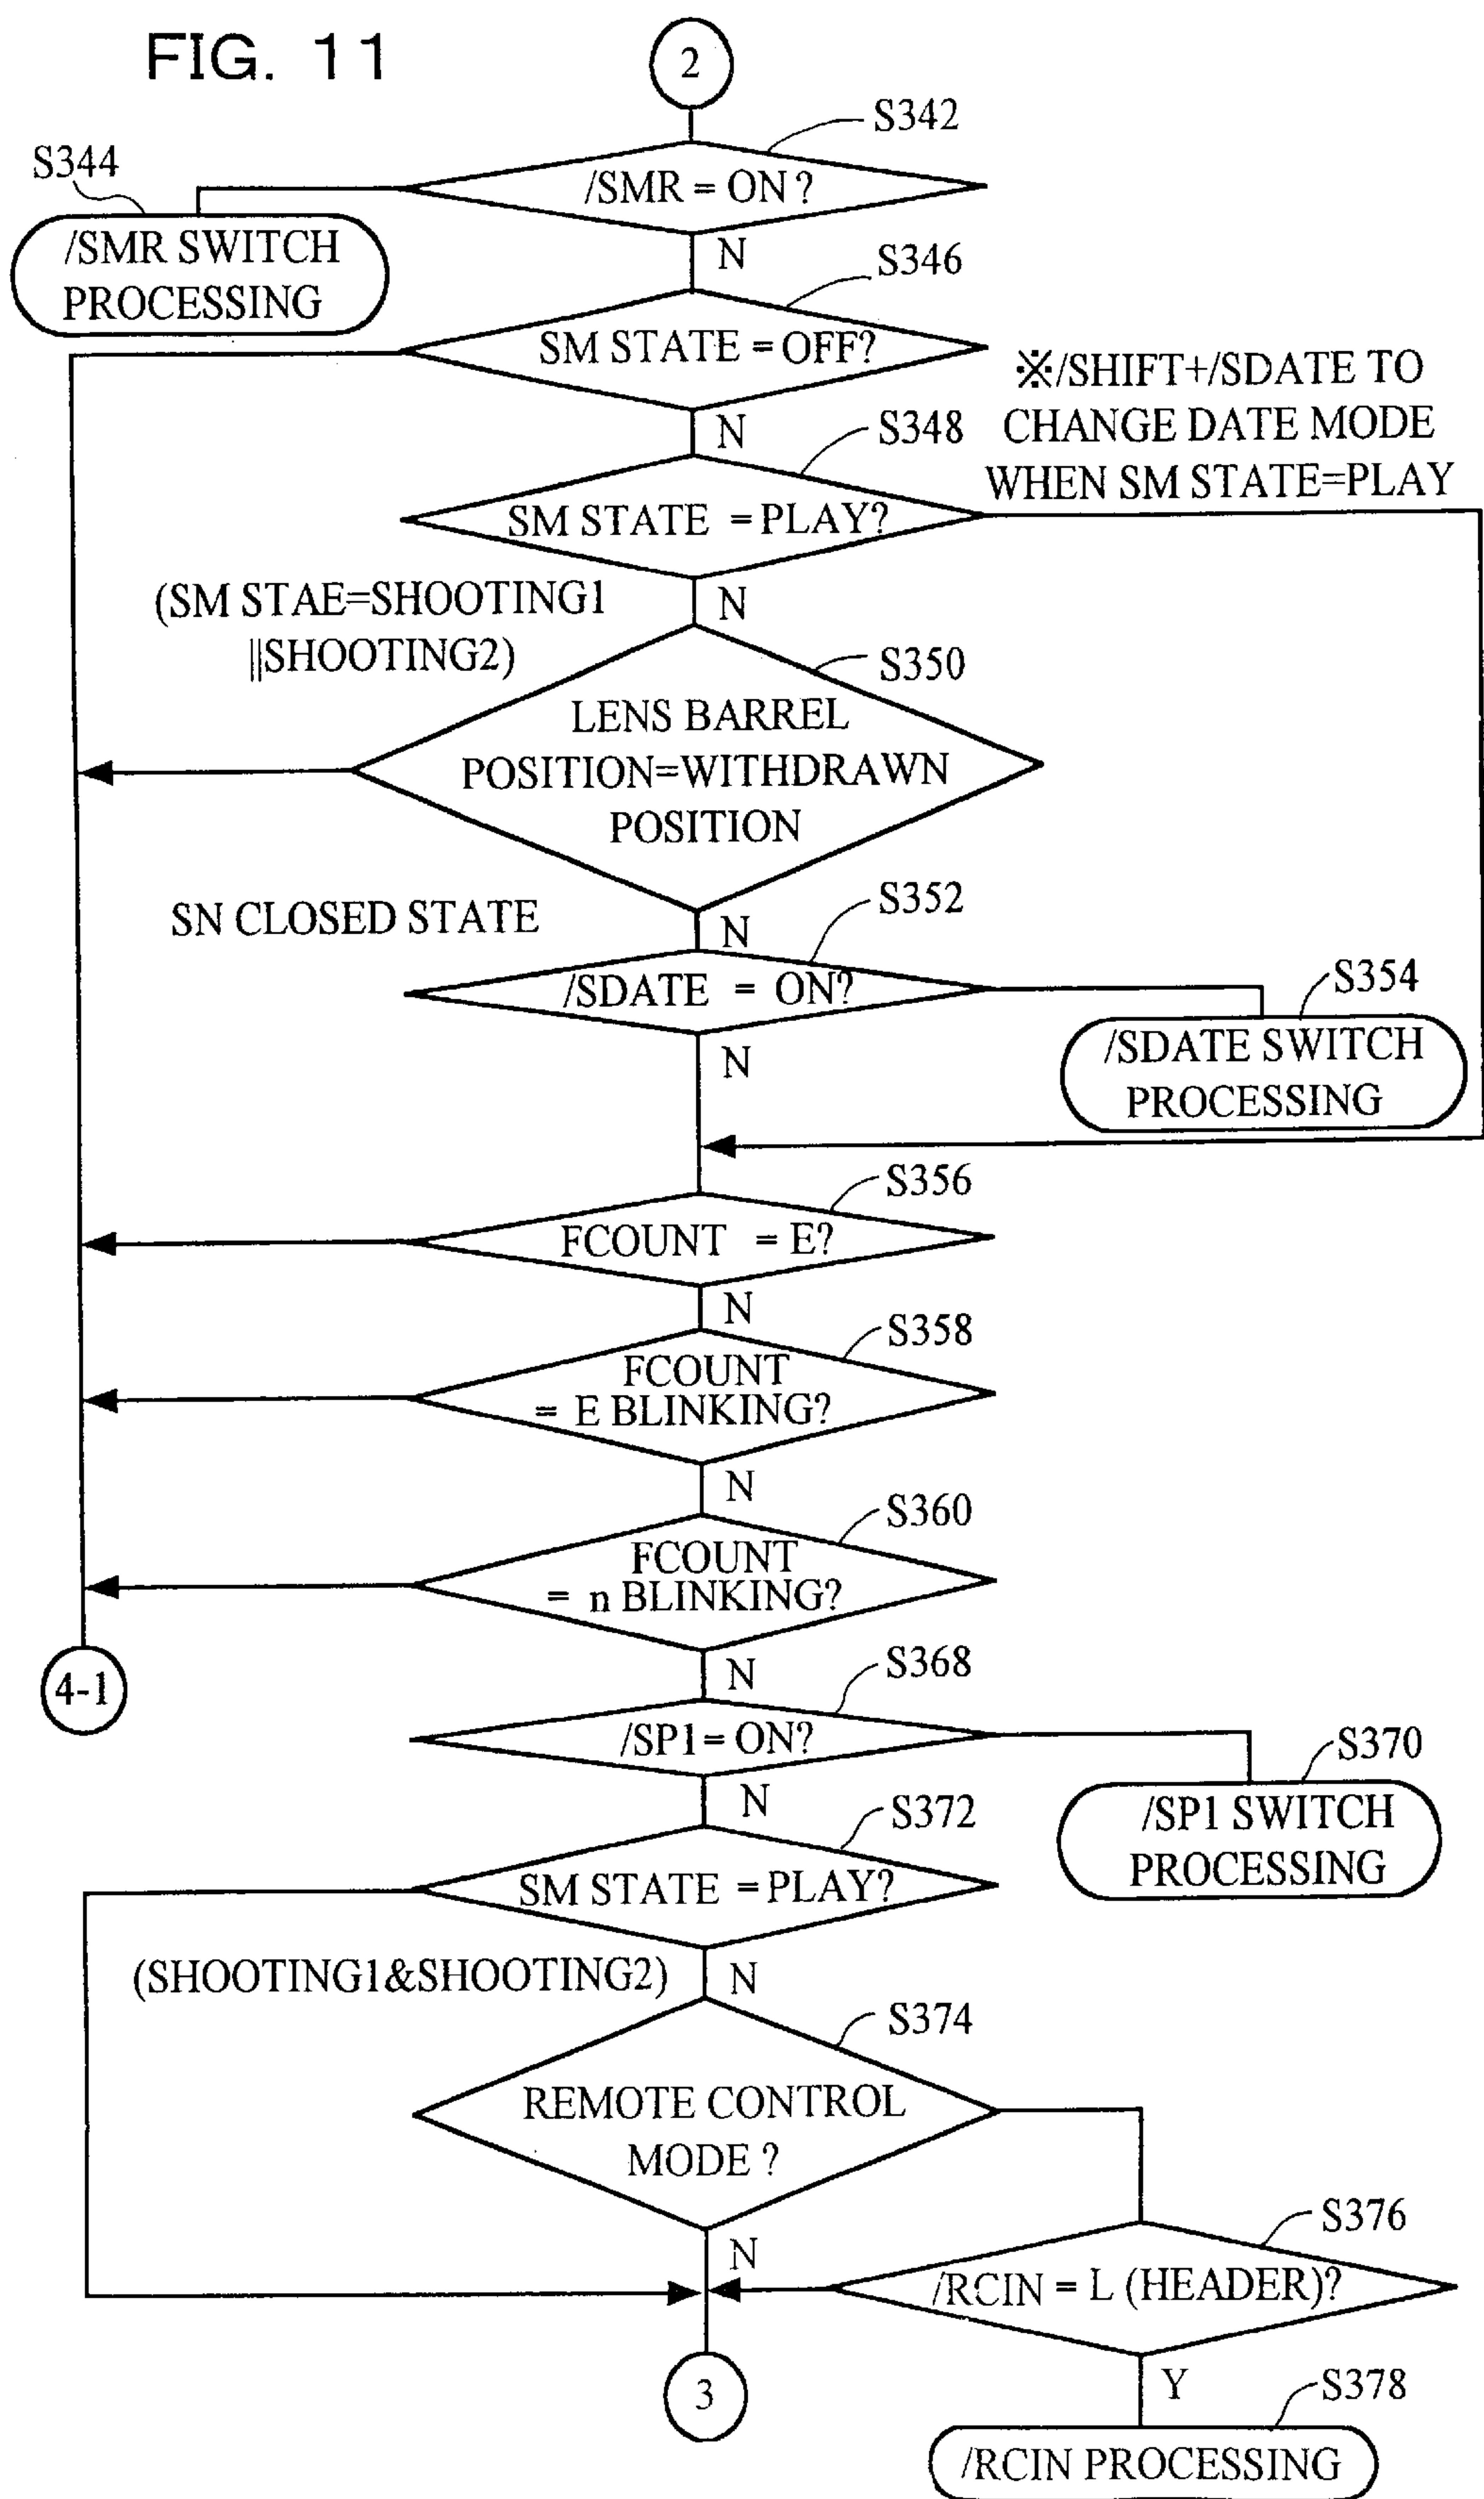 FIG. 11
2
S342
/SMR = ON?
S344
/SMR SWITCH
PROCESSING
N
S346
SM STATE = OFF?
N
※/SHIFT+/SDATE TO
CHANGE DATE MODE
WHEN SM STATE=PLAY
S348
SM STATE = PLAY?
N
(SM STAE=SHOOTING1
||SHOOTING2)
S350
LENS BARREL
POSITION=WITHDRAWN
POSITION
SN CLOSED STATE
N
S352
/SDATE = ON?
S354
/SDATE SWITCH
PROCESSING
N
S356
FCOUNT = E?
N
S358
FCOUNT
= E BLINKING?
N
S360
FCOUNT
= n BLINKING?
4-1
N
S368
/SP1= ON?
S370
/SP1 SWITCH
PROCESSING
N
S372
SM STATE = PLAY?
(SHOOTING1&SHOOTING2)
N
S374
REMOTE CONTROL
MODE ?
N
S376
/RCIN = L (HEADER)?
3
Y
S378
/RCIN PROCESSING